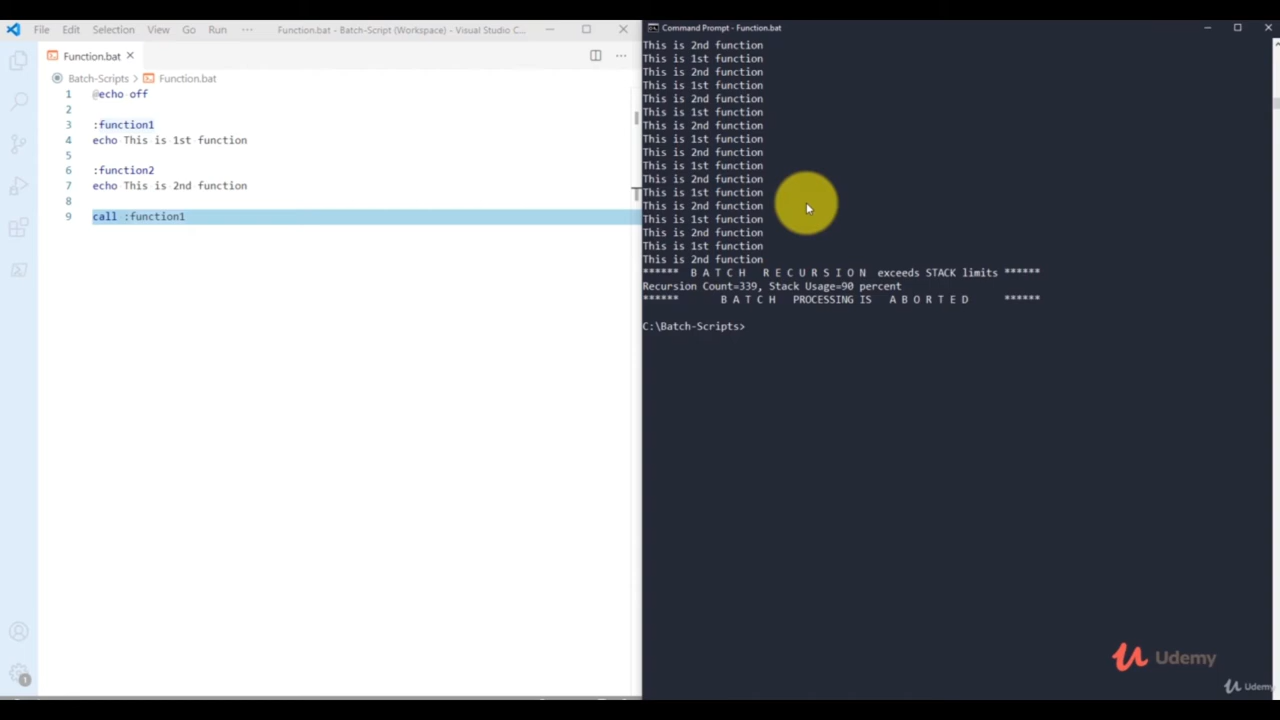 File Edit Selection View Go Run ··· Function.bat - Batch-Script (Workspace) - Visual Studio C...
Function.bat
Batch-Scripts > Function.bat
1 @echo off
2
3 :function1
4 echo This is 1st function
5
6 :function2
7 echo This is 2nd function
8
9 call :function1
1
Command Prompt - Function.bat
This is 2nd function
This is 1st function
This is 2nd function
This is 1st function
This is 2nd function
This is 1st function
This is 2nd function
This is 1st function
This is 2nd function
This is 1st function
This is 2nd function
This is 1st function
This is 2nd function
This is 1st function
This is 2nd function
This is 1st function
This is 2nd function
****** B A T C H R E C U R S I O N exceeds STACK limits ******
Recursion Count=339, Stack Usage=90 percent
****** B A T C H PROCESSING IS A B O R T E D ******
C:\Batch-Scripts>
Udemy
Udemy